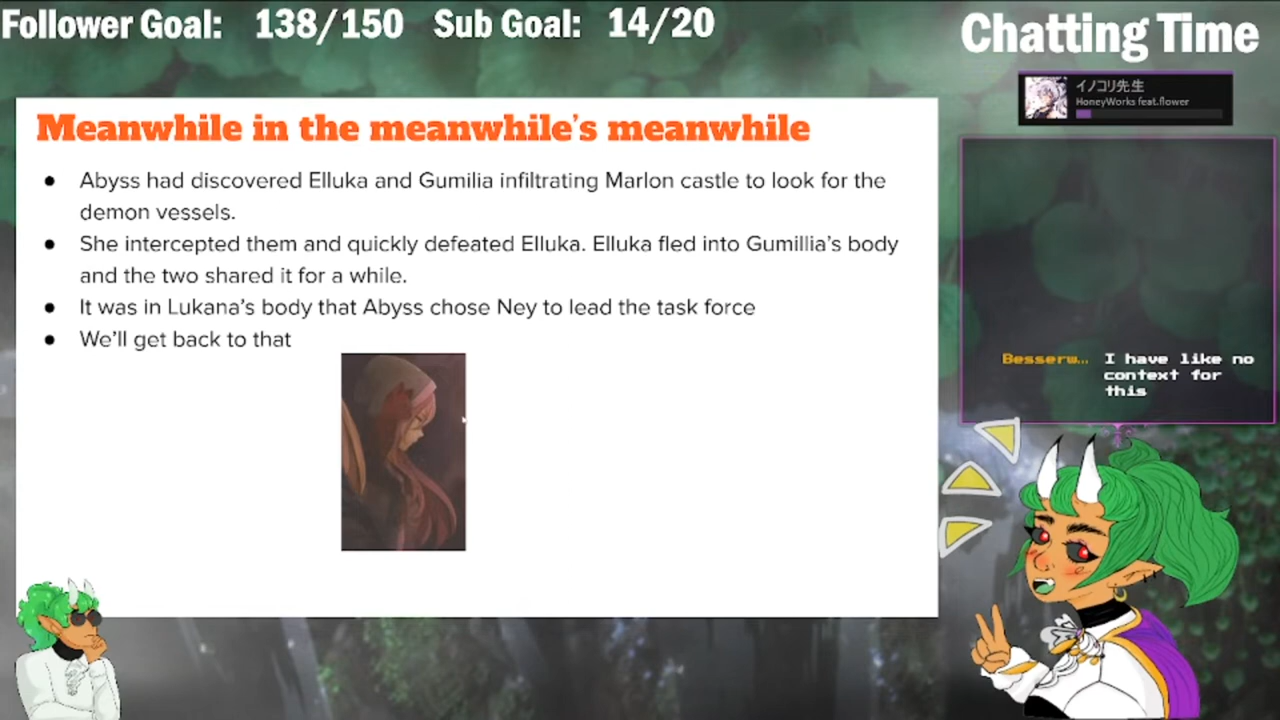 Follower Goal: 138/150 Sub Goal: 14/20
Chatting Time
イノコリ先生
HoneyWorks feat.flower
Meanwhile in the meanwhile's meanwhile
● Abyss had discovered Elluka and Gumilia infiltrating Marlon castle to look for the
demon vessels.
● She intercepted them and quickly defeated Elluka. Elluka fled into Gumillia's body
and the two shared it for a while.
● It was in Lukana's body that Abyss chose Ney to lead the task force
● We'll get back to that
Besserw… I have like no
context for
this